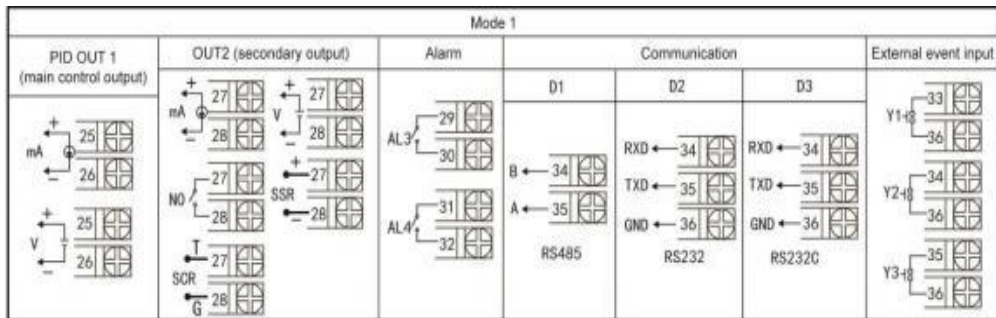 Mode 1
PID OUT 1
(main control output)
OUT2 (secondary output)
Alarm
Communication
External event input
D1
D2
D3
+
mA
−
25
26
+
V
−
25
26
+
mA
−
27
28
+
V
−
27
28
NO
27
28
+
SSR
−
27
28
T
SCR
G
27
28
AL3
29
30
AL4
31
32
B
34
A
35
RS485
RXD
34
TXD
35
GND
36
RS232
RXD
34
TXD
35
GND
36
RS232C
Y1
33
36
Y2
34
36
Y3
35
36